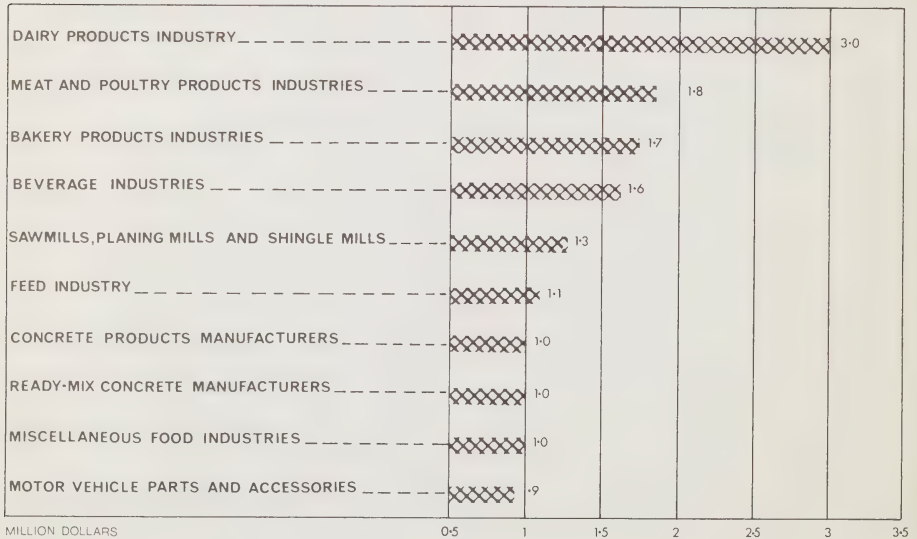 DAIRY PRODUCTS INDUSTRY 3·0
MEAT AND POULTRY PRODUCTS INDUSTRIES 1·8
BAKERY PRODUCTS INDUSTRIES 1·7
BEVERAGE INDUSTRIES 1·6
SAWMILLS, PLANING MILLS AND SHINGLE MILLS 1·3
FEED INDUSTRY 1·1
CONCRETE PRODUCTS MANUFACTURERS 1·0
READY-MIX CONCRETE MANUFACTURERS 1·0
MISCELLANEOUS FOOD INDUSTRIES 1·0
MOTOR VEHICLE PARTS AND ACCESSORIES ·9
MILLION DOLLARS 0·5 1 1·5 2 2·5 3 3·5